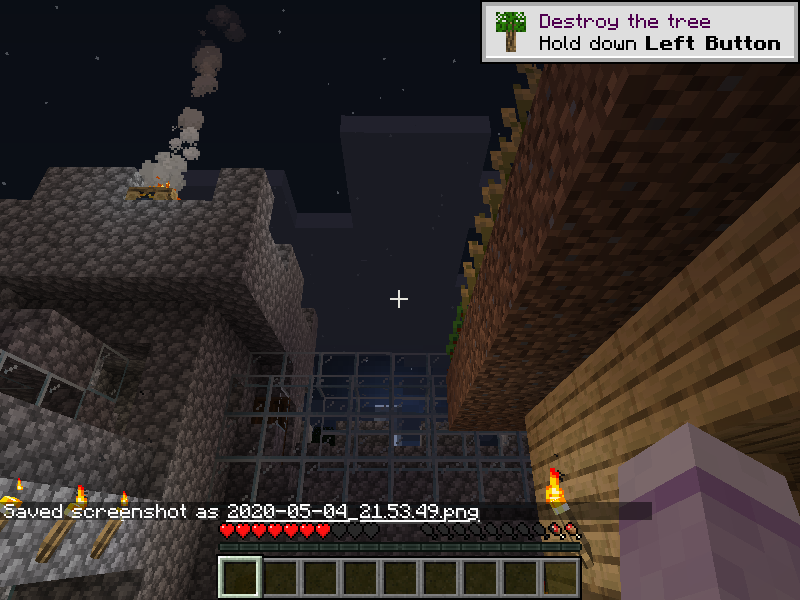 Destroy the tree
Hold down Left Button
Saved screenshot as 2020-05-04_21.53.49.png